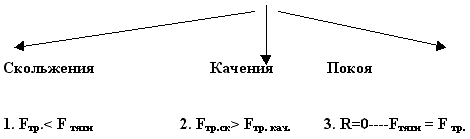 Скольжения Качения Покоя
1. Fтр.< F тяги 2. Fтр.ск> Fтр. кач. 3. R=0----Fтяги = F тр.